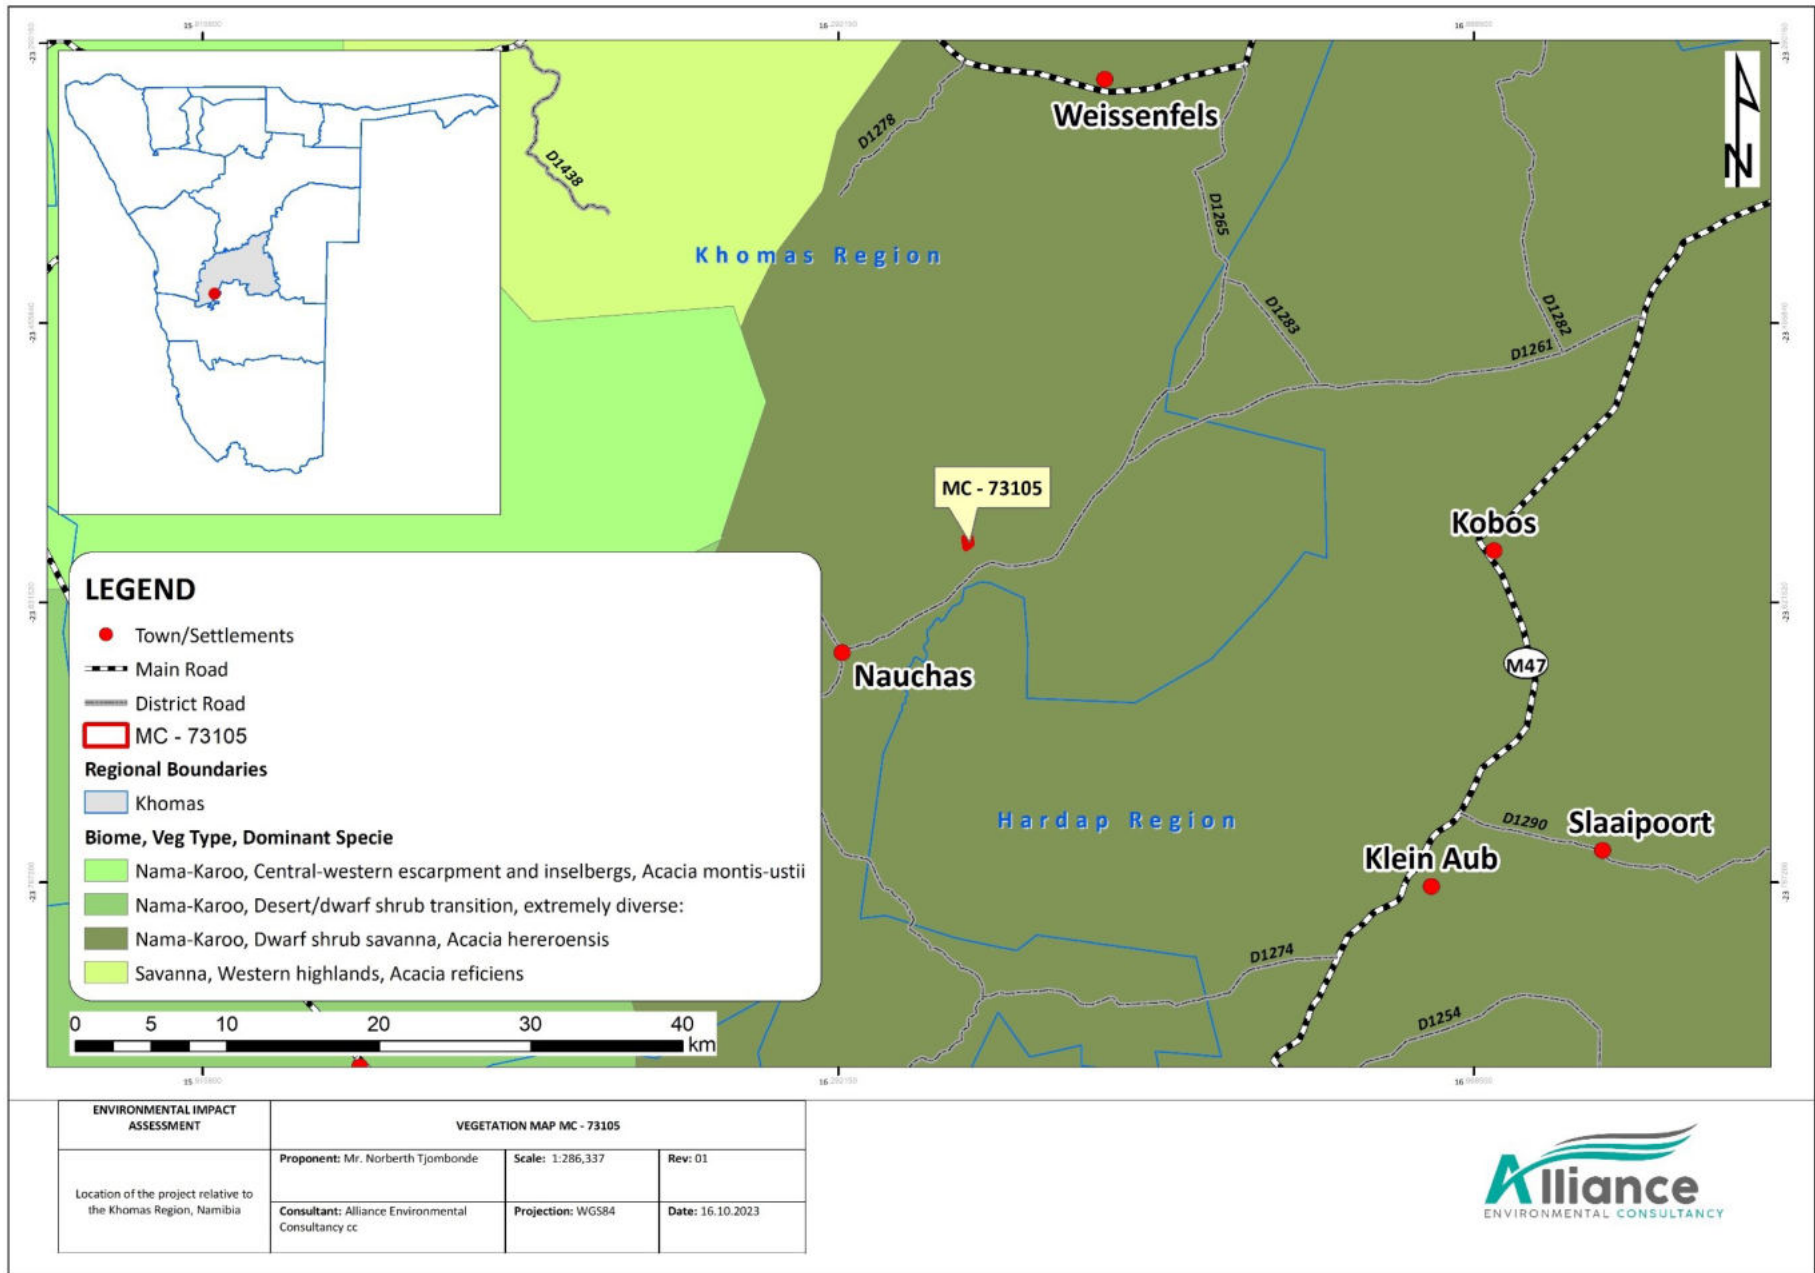 Weissenfels
D1278
D1438
D1265
Khomas Region
D1283
D1282
D1261
MC - 73105
Kobos
M47
Nauchas
Hardap Region
D1290
Slaaipoort
Klein Aub
D1274
D1254
N
LEGEND
Town/Settlements
Main Road
District Road
MC - 73105
Regional Boundaries
Khomas
Biome, Veg Type, Dominant Specie
Nama-Karoo, Central-western escarpment and inselbergs, Acacia montis-ustii
Nama-Karoo, Desert/dwarf shrub transition, extremely diverse:
Nama-Karoo, Dwarf shrub savanna, Acacia hereroensis
Savanna, Western highlands, Acacia reficiens
0 5 10 20 30 40
km
ENVIRONMENTAL IMPACT
ASSESSMENT
VEGETATION MAP MC - 73105
Proponent: Mr. Norberth Tjombonde
Scale: 1:286,337
Rev: 01
Location of the project relative to
the Khomas Region, Namibia
Consultant: Alliance Environmental
Consultancy cc
Projection: WGS84
Date: 16.10.2023
Alliance
ENVIRONMENTAL CONSULTANCY